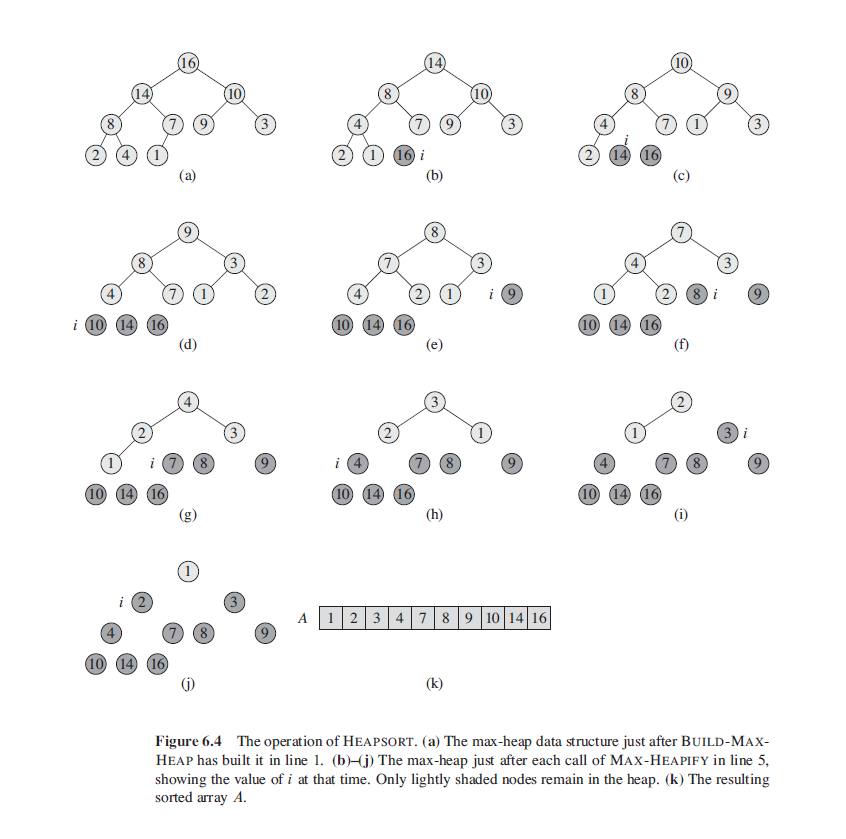 16 14 10
14 10 8 10 8 9
8 7 9 3 4 7 9 3 4 7 1 3
2 4 1 2 1 16 i 2 i 14 16
(a) (b) (c)
9 8 7
8 3 7 3 4 3
4 7 1 2 4 2 1 i 9 1 2 8 i 9
i 10 14 16 10 14 16 10 14 16
(d) (e) (f)
4 3 2
2 3 2 1 1 3 i
1 i 7 8 9 i 4 7 8 9 4 7 8 9
10 14 16 10 14 16 10 14 16
(g) (h) (i)
1
i 2 3
A 1 2 3 4 7 8 9 10 14 16
4 7 8 9
10 14 16
(j) (k)
Figure 6.4 The operation of HEAPSORT. (a) The max-heap data structure just after BUILD-MAX-
HEAP has built it in line 1. (b)–(j) The max-heap just after each call of MAX-HEAPIFY in line 5,
showing the value of i at that time. Only lightly shaded nodes remain in the heap. (k) The resulting
sorted array A.